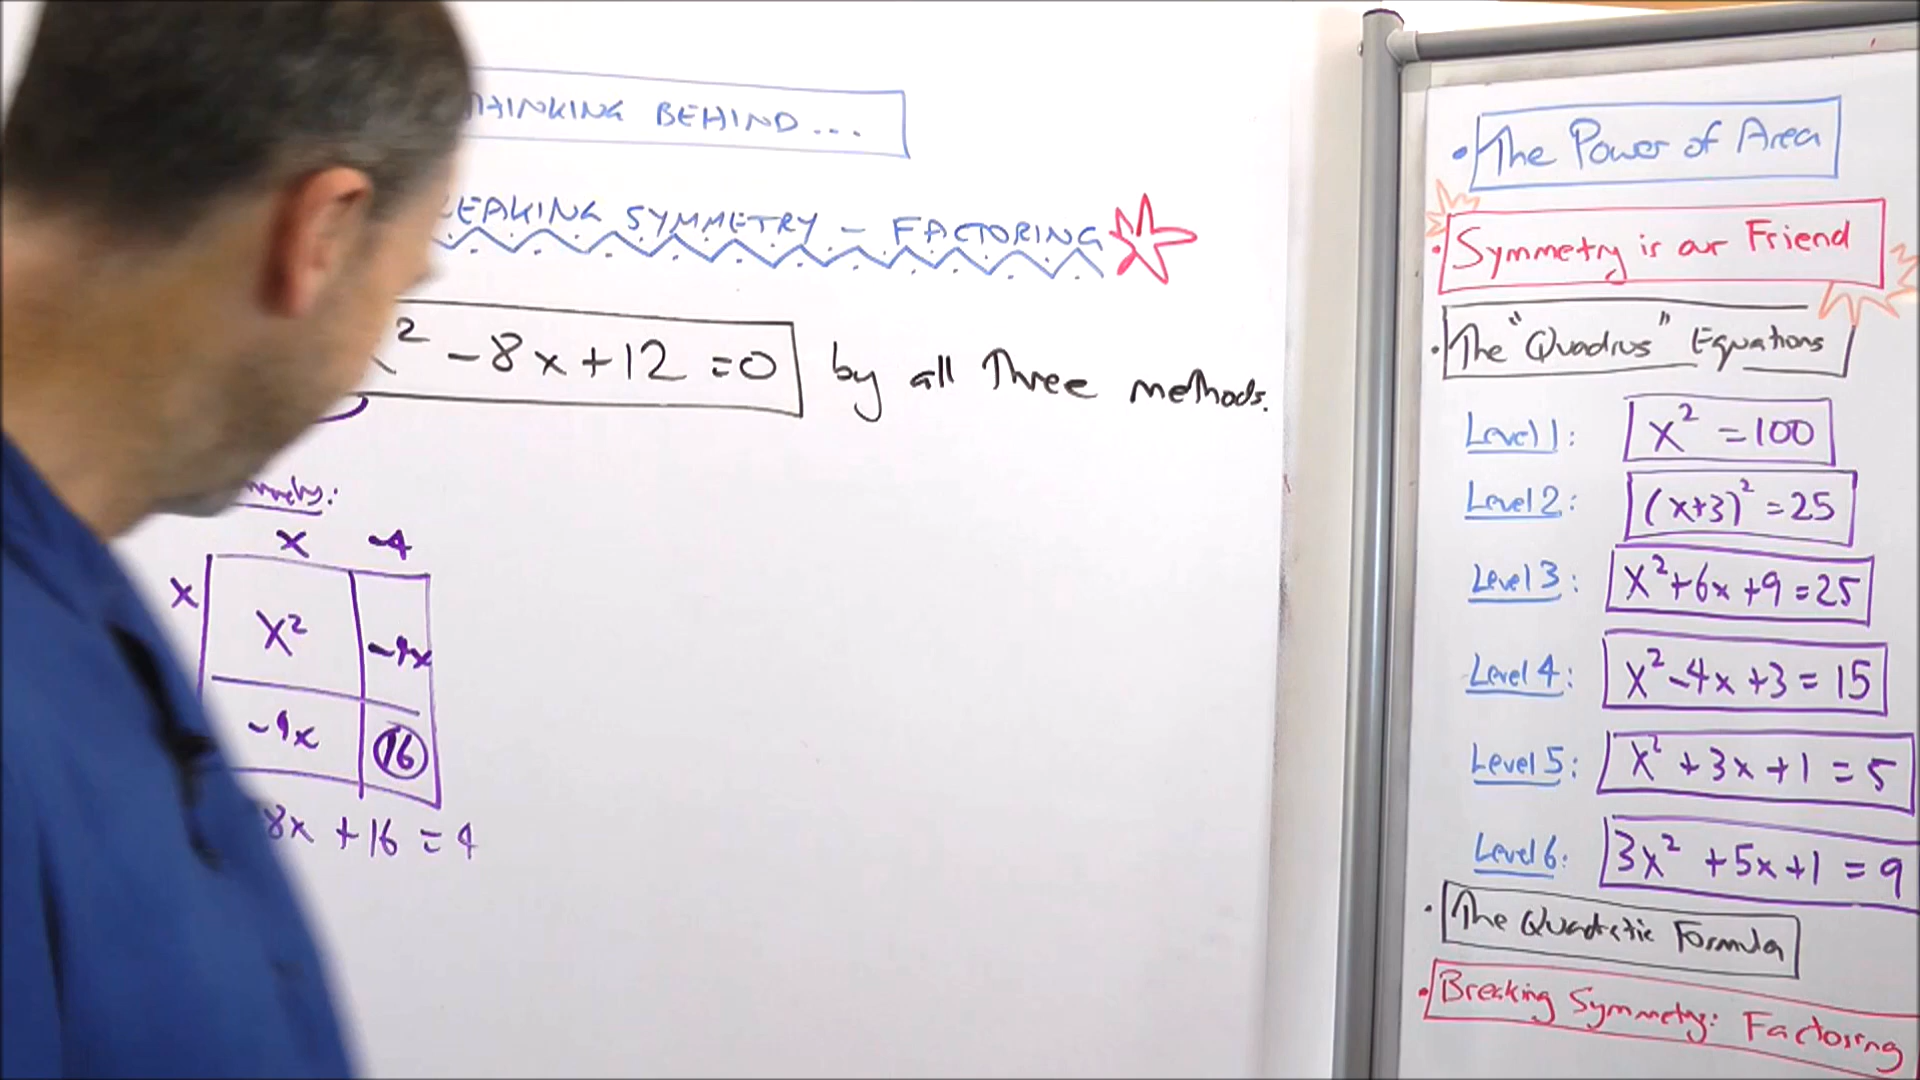 THINKING BEHIND...
BREAKING SYMMETRY - FACTORING
x² - 8x + 12 = 0 by all Three methods.
x -4
x
x² -4x
-4x 16
8x + 16 = 4
• The Power of Area
• Symmetry is our Friend
• The "Quadrus" Equations
Level 1: x² = 100
Level 2: (x+3)² = 25
Level 3: x² + 6x + 9 = 25
Level 4: x² - 4x + 3 = 15
Level 5: x² + 3x + 1 = 5
Level 6: 3x² + 5x + 1 = 9
• The Quadratic Formula
• Breaking Symmetry: Factoring